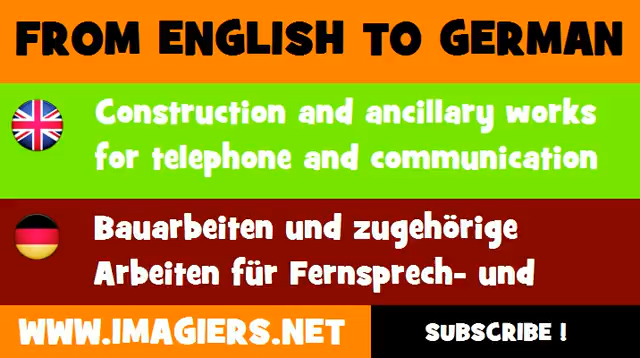 FROM ENGLISH TO GERMAN
Construction and ancillary works
for telephone and communication
Bauarbeiten und zugehörige
Arbeiten für Fernsprech- und
WWW.IMAGIERS.NET
SUBSCRIBE !